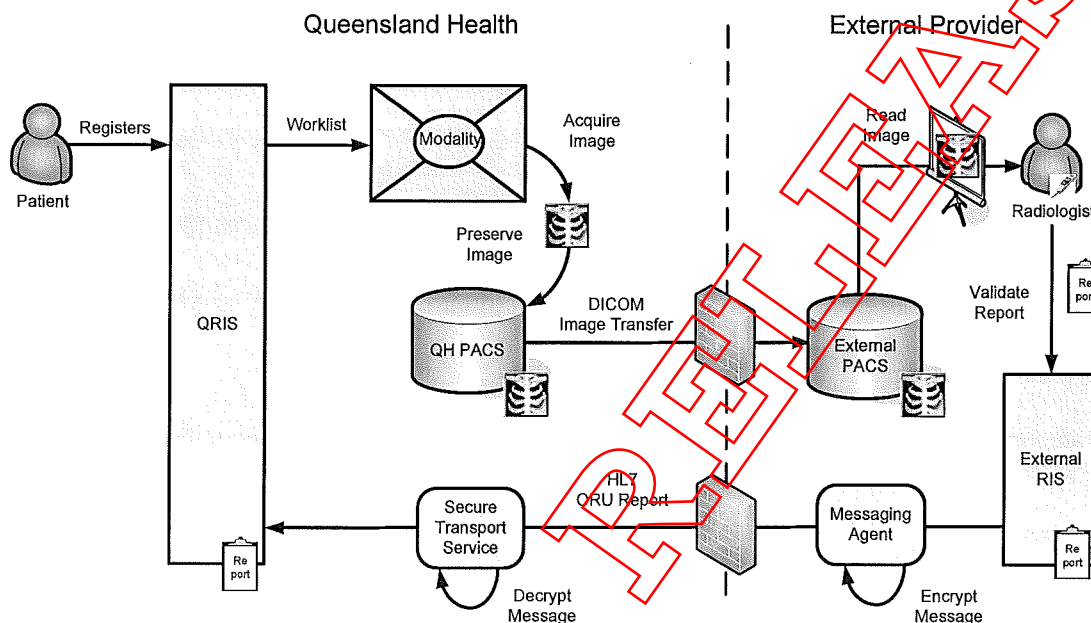 Queensland Health
External Provider
Registers
Patient
Worklist
Modality
Acquire
Image
Preserve
Image
QRIS
QH PACS
DICOM
Image Transfer
External
PACS
Read
Image
Radiologist
Validate
Report
Re
port
External
RIS
Re
port
Messaging
Agent
Encrypt
Message
HL7
ORU Report
Secure
Transport
Service
Decrypt
Message
Re
port